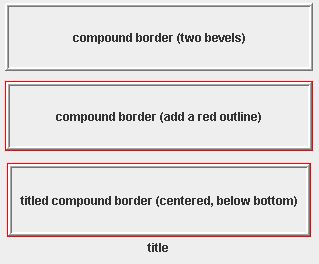 compound border (two bevels)
compound border (add a red outline)
titled compound border (centered, below bottom)
title